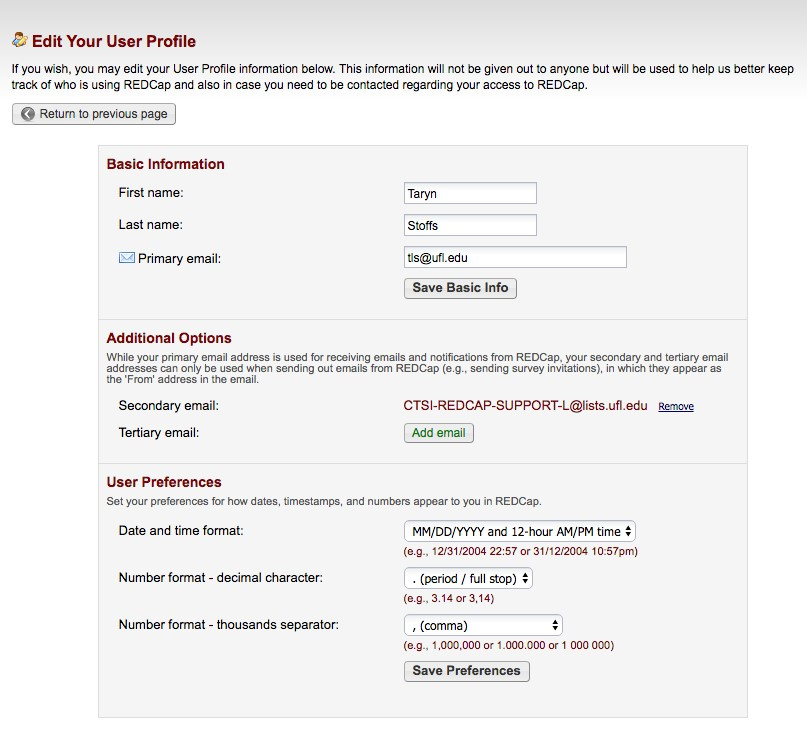 Edit Your User Profile
If you wish, you may edit your User Profile information below. This information will not be given out to anyone but will be used to help us better keep
track of who is using REDCap and also in case you need to be contacted regarding your access to REDCap.
Return to previous page
Basic Information
First name: Taryn
Last name: Stoffs
Primary email: tls@ufl.edu
Save Basic Info
Additional Options
While your primary email address is used for receiving emails and notifications from REDCap, your secondary and tertiary email
addresses can only be used when sending out emails from REDCap (e.g., sending survey invitations), in which they appear as
the 'From' address in the email.
Secondary email: CTSI-REDCAP-SUPPORT-L@lists.ufl.edu Remove
Tertiary email: Add email
User Preferences
Set your preferences for how dates, timestamps, and numbers appear to you in REDCap.
Date and time format: MM/DD/YYYY and 12-hour AM/PM time
(e.g., 12/31/2004 22:57 or 31/12/2004 10:57pm)
Number format - decimal character: . (period / full stop)
(e.g., 3.14 or 3,14)
Number format - thousands separator: , (comma)
(e.g., 1,000,000 or 1.000.000 or 1 000 000)
Save Preferences